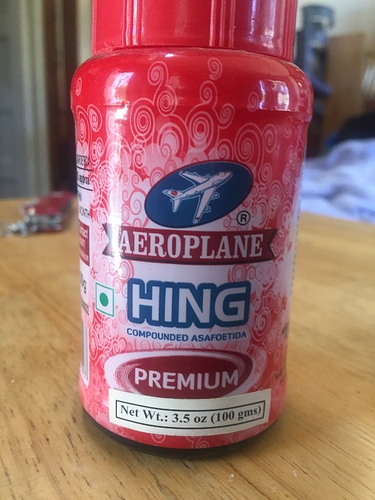 ®
AEROPLANE
HING
COMPOUNDED ASAFOETIDA
PREMIUM
Net Wt.: 3.5 oz (100 gms)